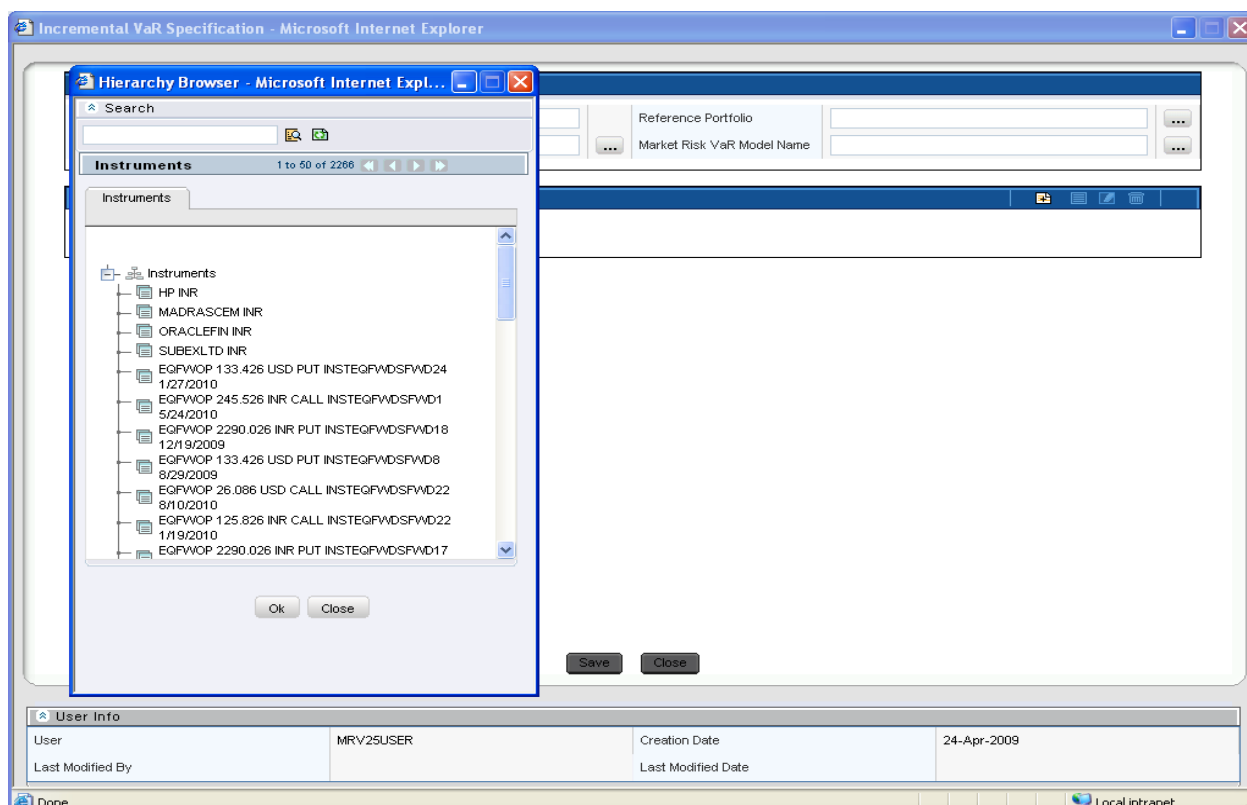 Incremental VaR Specification - Microsoft Internet Explorer
Hierarchy Browser - Microsoft Internet Expl...
Search
Reference Portfolio
...
... Market Risk VaR Model Name ...
Instruments 1 to 50 of 2266
Instruments
Instruments
HP INR
MADRASCEM INR
ORACLEFIN INR
SUBEXLTD INR
EQFWOP 133.426 USD PUT INSTEQFWDSFWD24
1/27/2010
EQFWOP 245.526 INR CALL INSTEQFWDSFWD1
5/24/2010
EQFWOP 2290.026 INR PUT INSTEQFWDSFWD18
12/19/2009
EQFWOP 133.426 USD PUT INSTEQFWDSFWD8
8/29/2009
EQFWOP 26.086 USD CALL INSTEQFWDSFWD22
8/10/2010
EQFWOP 125.826 INR CALL INSTEQFWDSFWD22
1/19/2010
EQFWOP 2290.026 INR PUT INSTEQFWDSFWD17
Ok Close
Save Close
User Info
User MRV25USER Creation Date 24-Apr-2009
Last Modified By Last Modified Date
Done Local intranet